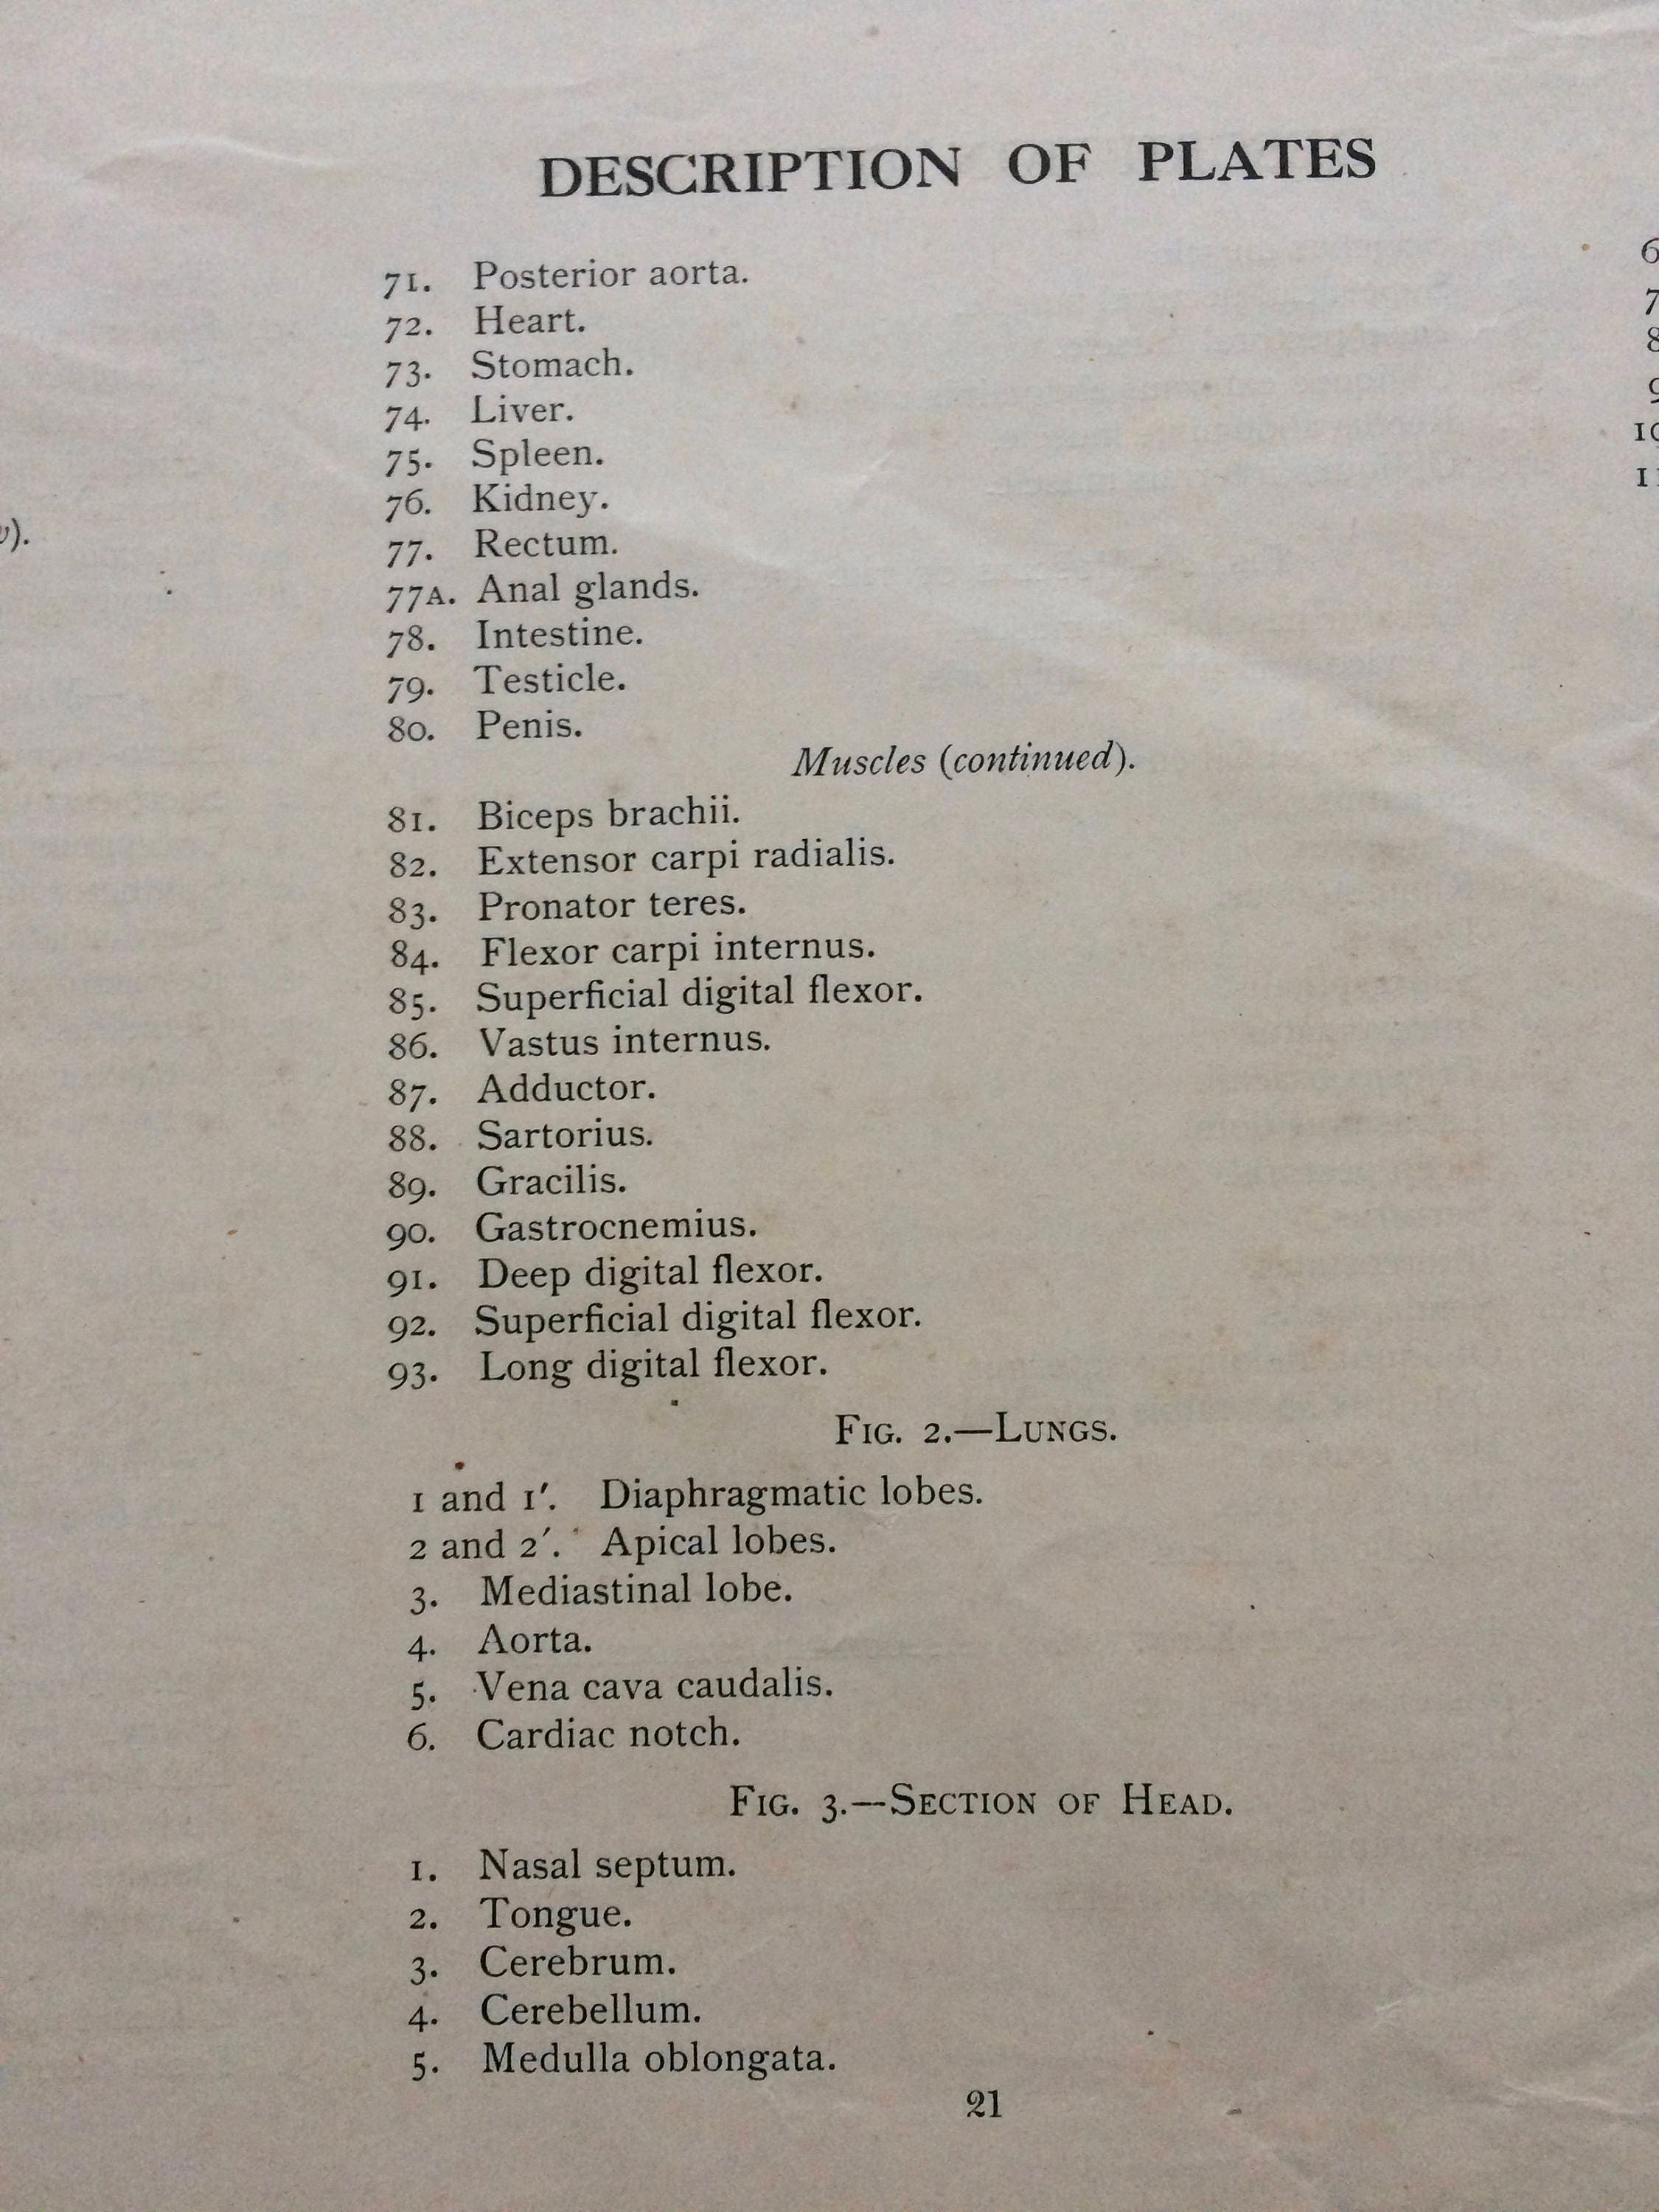 DESCRIPTION OF PLATES
71. Posterior aorta.
72. Heart.
73. Stomach.
74. Liver.
75. Spleen.
76. Kidney.
77. Rectum.
77A. Anal glands.
78. Intestine.
79. Testicle.
80. Penis.
Muscles (continued).
81. Biceps brachii.
82. Extensor carpi radialis.
83. Pronator teres.
84. Flexor carpi internus.
85. Superficial digital flexor.
86. Vastus internus.
87. Adductor.
88. Sartorius.
89. Gracilis.
90. Gastrocnemius.
91. Deep digital flexor.
92. Superficial digital flexor.
93. Long digital flexor.
FIG. 2.—LUNGS.
1 and 1′. Diaphragmatic lobes.
2 and 2′. Apical lobes.
3. Mediastinal lobe.
4. Aorta.
5. Vena cava caudalis.
6. Cardiac notch.
FIG. 3.—SECTION OF HEAD.
1. Nasal septum.
2. Tongue.
3. Cerebrum.
4. Cerebellum.
5. Medulla oblongata.
21